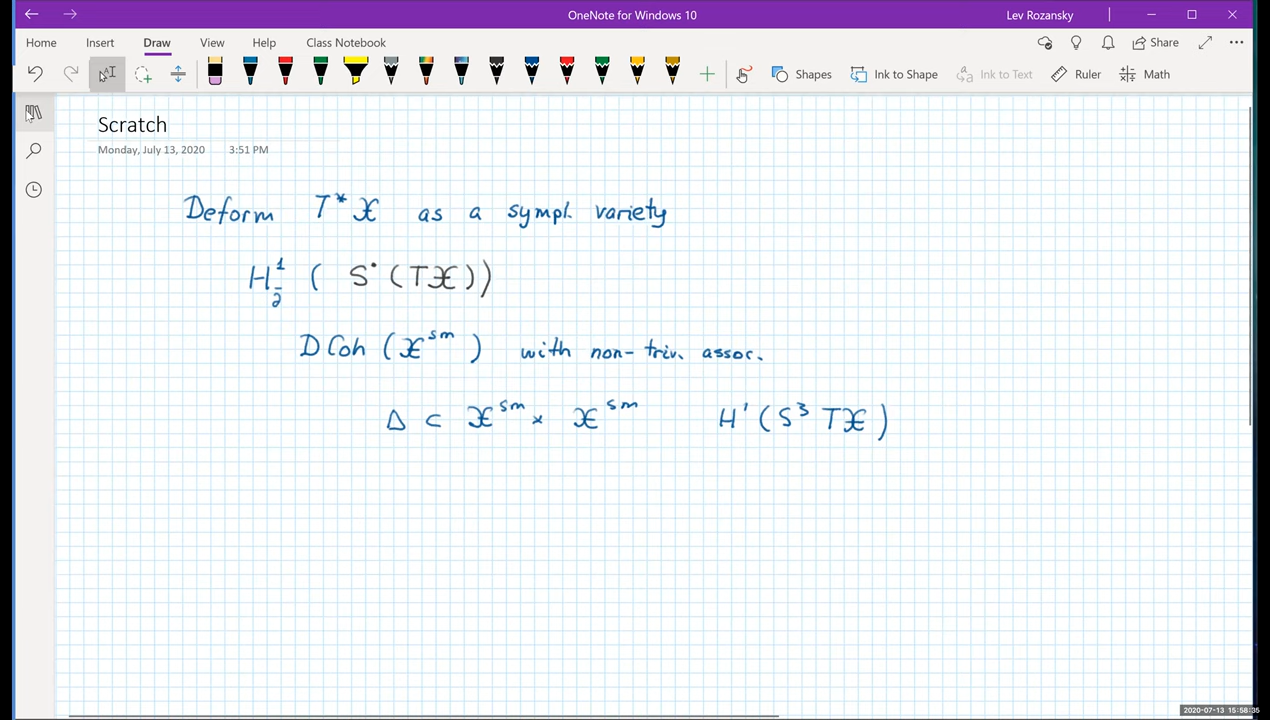 OneNote for Windows 10
Lev Rozansky
Home Insert Draw View Help Class Notebook
Share
Shapes Ink to Shape Ink to Text Ruler Math
Scratch
Monday, July 13, 2020 3:51 PM
Deform T* X as a sympl. variety
H^1_2 ( S^• (TX))
DCoh (X^sm) with non-triv. assoc.
Δ ⊂ X^sm × X^sm H^1 (S^3 TX)
2020-07-13 15:58:35